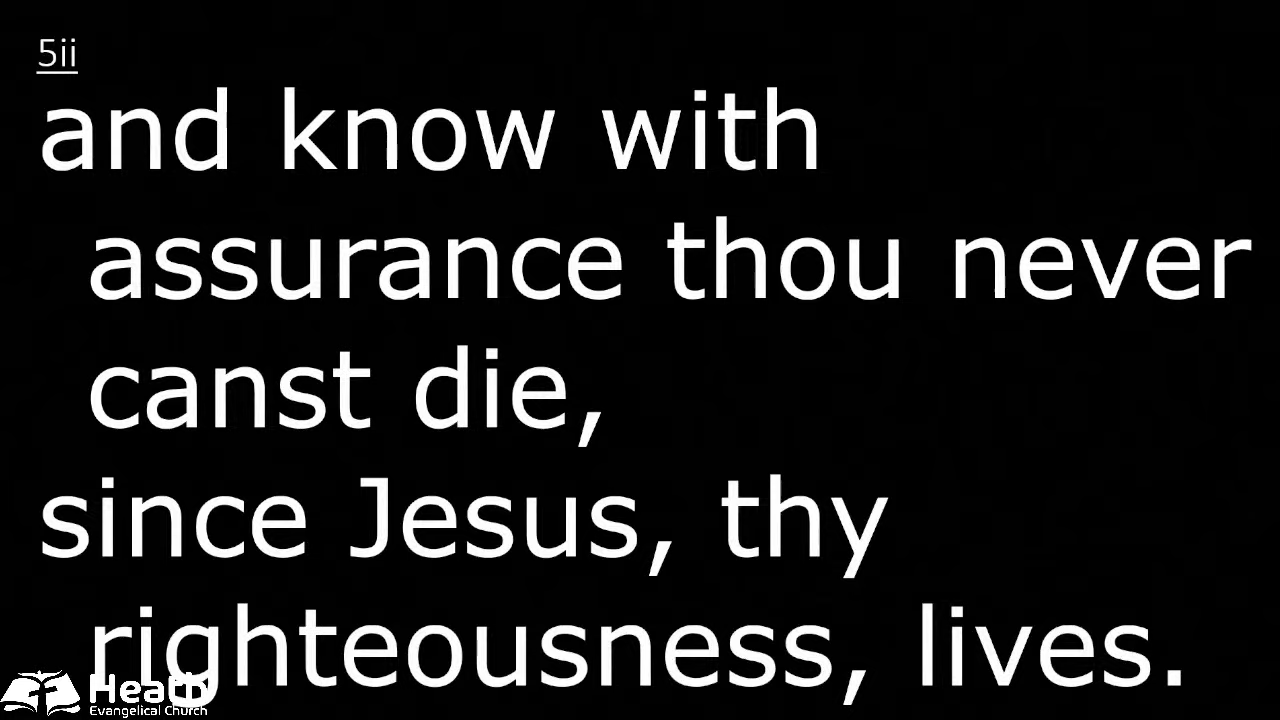 5ii
and know with
assurance thou never
canst die,
since Jesus, thy
righteousness, lives.
Heath
Evangelical Church